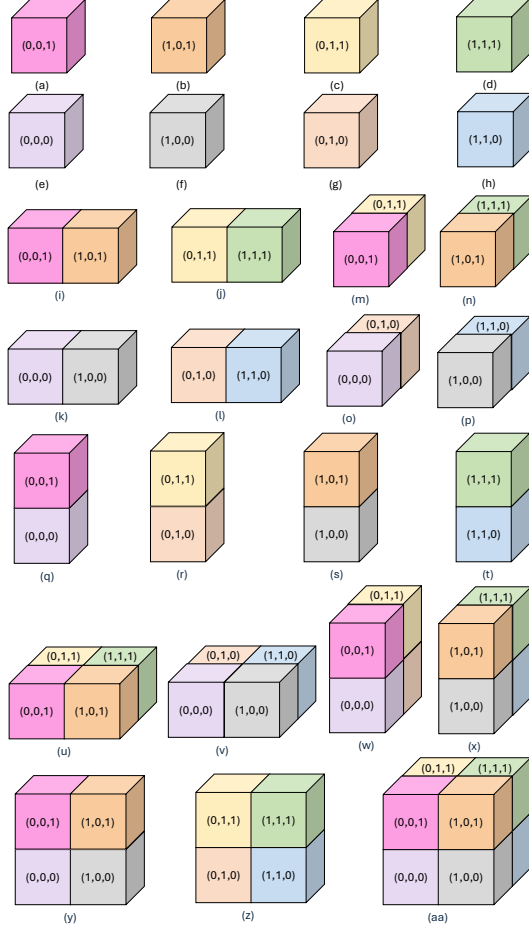 (0,0,1) (1,0,1) (0,1,1) (1,1,1)
(a) (b) (c) (d)
(0,0,0) (1,0,0) (0,1,0) (1,1,0)
(e) (f) (g) (h)
(0,1,1) (1,1,1)
(0,0,1) (1,0,1) (0,1,1) (1,1,1) (0,0,1) (1,0,1)
(i) (j) (m) (n)
(0,1,0) (1,1,0)
(0,0,0) (1,0,0) (0,1,0) (1,1,0) (0,0,0) (1,0,0)
(k) (l) (o) (p)
(0,0,1) (0,1,1) (1,0,1) (1,1,1)
(0,0,0) (0,1,0) (1,0,0) (1,1,0)
(q) (r) (s) (t)
(0,1,1) (1,1,1)
(0,1,1) (1,1,1) (0,1,0) (1,1,0) (0,0,1) (1,0,1)
(0,0,1) (1,0,1) (0,0,0) (1,0,0) (0,0,0) (1,0,0)
(u) (v) (w) (x)
(0,1,1) (1,1,1)
(0,0,1) (1,0,1) (0,1,1) (1,1,1) (0,0,1) (1,0,1)
(0,0,0) (1,0,0) (0,1,0) (1,1,0) (0,0,0) (1,0,0)
(y) (z) (aa)